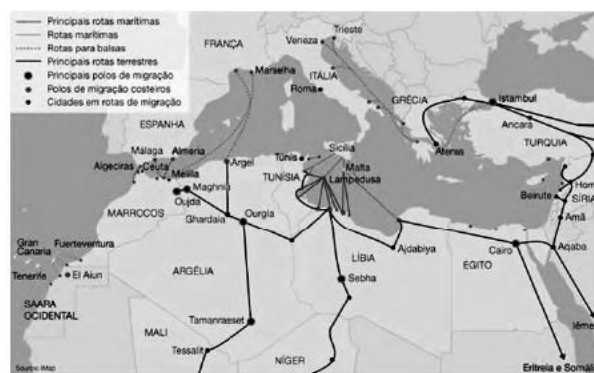 Principais rotas marítimas
Rotas marítimas
Rotas para balsas
Principais rotas terrestres
Principais polos de migração
Polos de migração costeiros
Cidades em rotas de migração
FRANÇA
Veneza
Trieste
Marselha
ITÁLIA
Roma
GRÉCIA
Istambul
Ancara
TURQUIA
ESPANHA
Atenas
Málaga
Almeria
Algeciras
Ceuta
Melilla
Argel
Túnis
Sicília
Malta
TUNÍSIA
Lampedusa
Maghnia
Oujda
MARROCOS
Ghardaia
Ourgla
Beirute
SÍRIA
Amã
Gran
Canaria
Fuerteventura
Tenerife
El Aiun
SAARA
OCIDENTAL
ARGÉLIA
LÍBIA
Ajdabiya
Sebha
EGITO
Cairo
Aqaba
Tamanrasset
MALI
Tessalit
NÍGER
Eritreia e Somál
Source: iMap